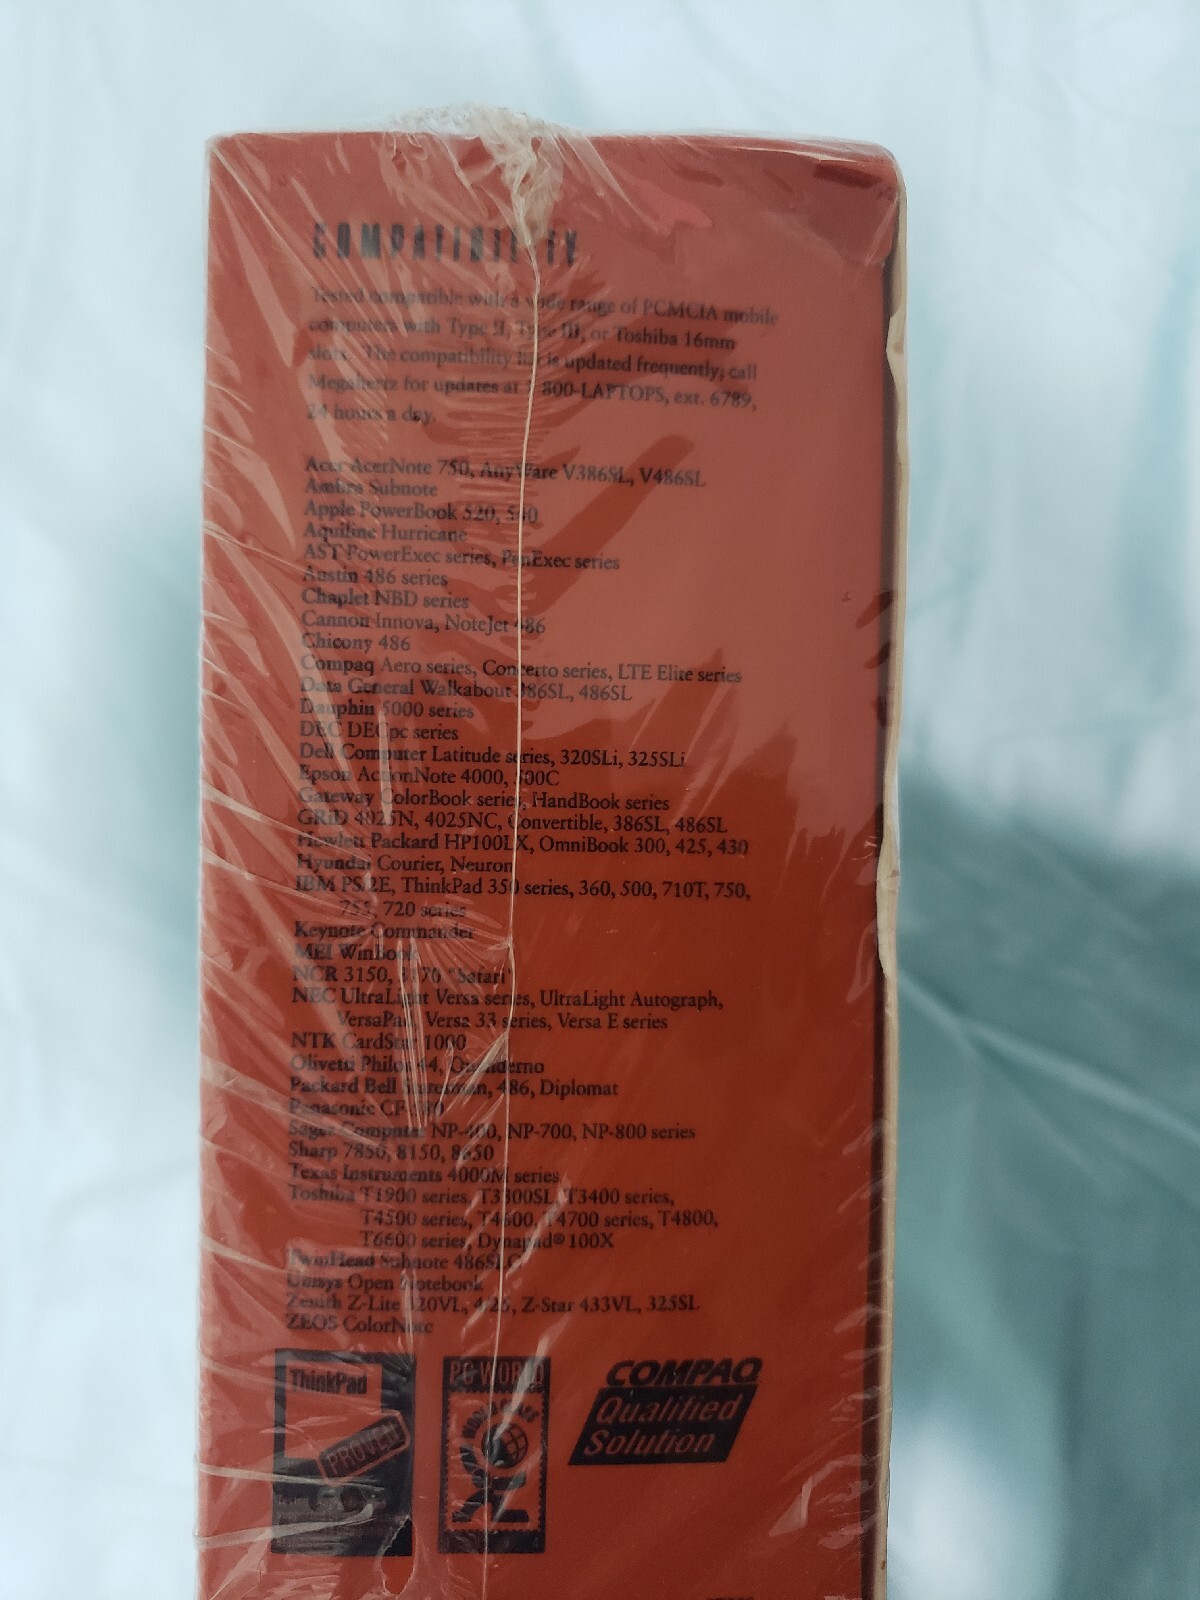 COMPATIBILITY
Tested compatible with a wide range of PCMCIA mobile
computers with Type II, Type III, or Toshiba 16mm
slots. The compatibility list is updated frequently; call
Megahertz for updates at 1-800-LAPTOPS, ext. 6789,
24 hours a day.
Acer AcerNote 750, AnyWare V386SL, V486SL
Ambra Subnote
Apple PowerBook 520, 540
Aquiline Hurricane
AST PowerExec series, PenExec series
Austin 486 series
Chaplet NBD series
Cannon Innova, NoteJet 486
Chicony 486
Compaq Aero series, Concerto series, LTE Elite series
Data General Walkabout 386SL, 486SL
Dauphin 5000 series
DEC DECpc series
Dell Computer Latitude series, 320SLi, 325SLi
Epson ActionNote 4000, 500C
Gateway ColorBook series, HandBook series
GRiD 4025N, 4025NC, Convertible, 386SL, 486SL
Hewlett Packard HP100LX, OmniBook 300, 425, 430
Hyundai Courier, Neuron
IBM PS/2E, ThinkPad 350 series, 360, 500, 710T, 750,
755, 720 series
Keynote Commander
MEI WinBook
NCR 3150, 3170 "Safari"
NEC UltraLight Versa series, UltraLight Autograph,
VersaPad, Versa 33 series, Versa E series
NTK CardStar 1000
Olivetti Philos 44, Quaderno
Packard Bell Statesman, 486, Diplomat
Panasonic
Sager Computer NP-400, NP-700, NP-800 series
Sharp 7850, 8150, 8650
Texas Instruments 4000M series
Toshiba T1900 series, T3300SL, T3400 series,
T4500 series, T4600, T4700 series, T4800,
T6600 series, Dynapad® 100X
TwinHead Subnote 486SLC
Unisys Open Notebook
Zenith Z-Lite 320VL, 425, Z-Star 433VL, 325SL
ZEOS ColorNote
ThinkPad
PROVEN
PC WORLD
WORLD CLASS
COMPAQ
Qualified
Solution